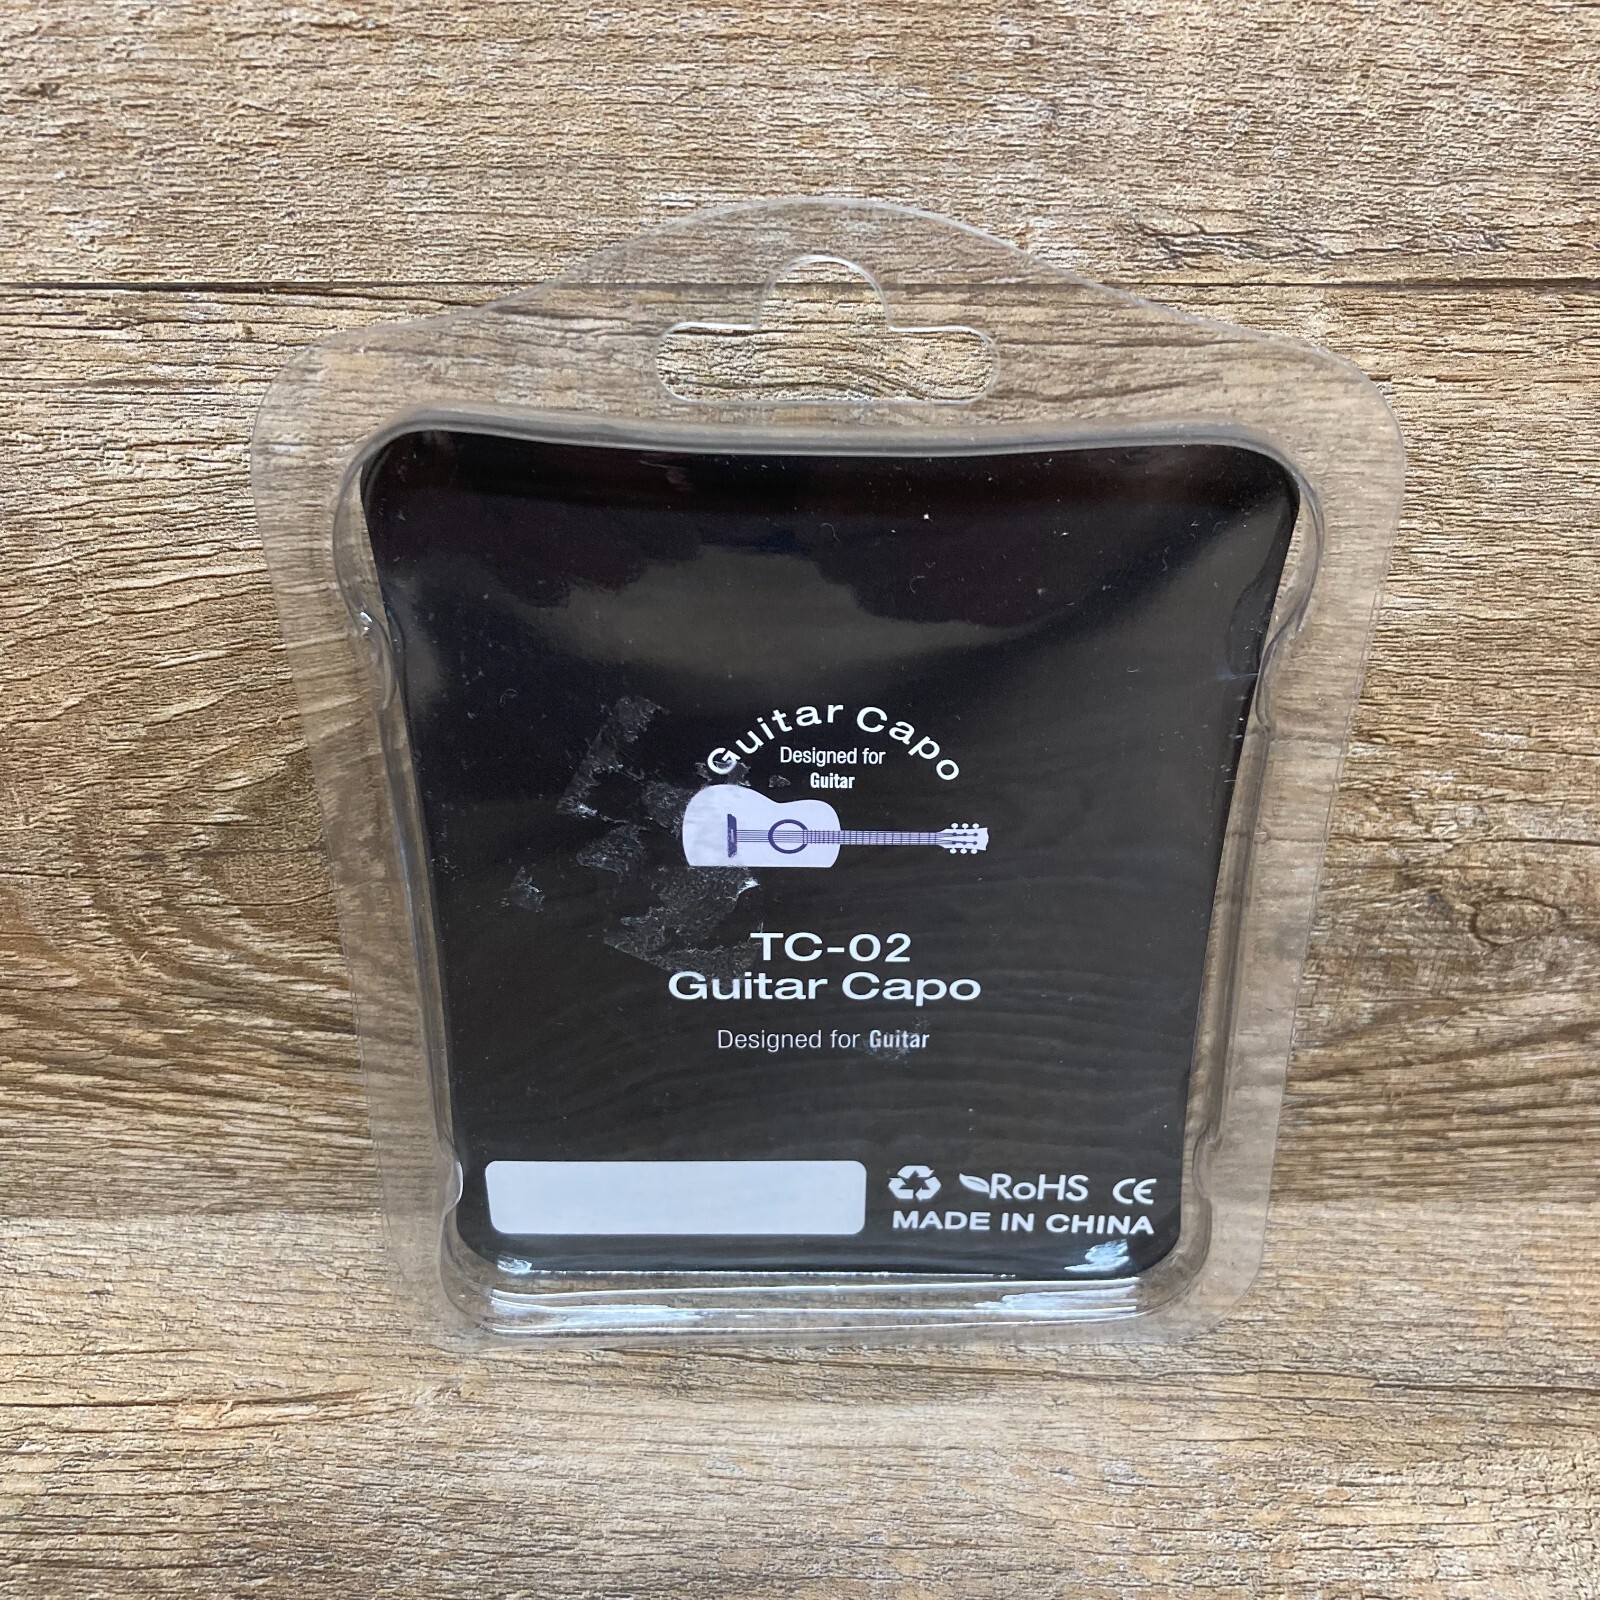 Guitar Capo
Designed for
Guitar
TC-02
Guitar Capo
Designed for Guitar
RoHS CE
MADE IN CHINA